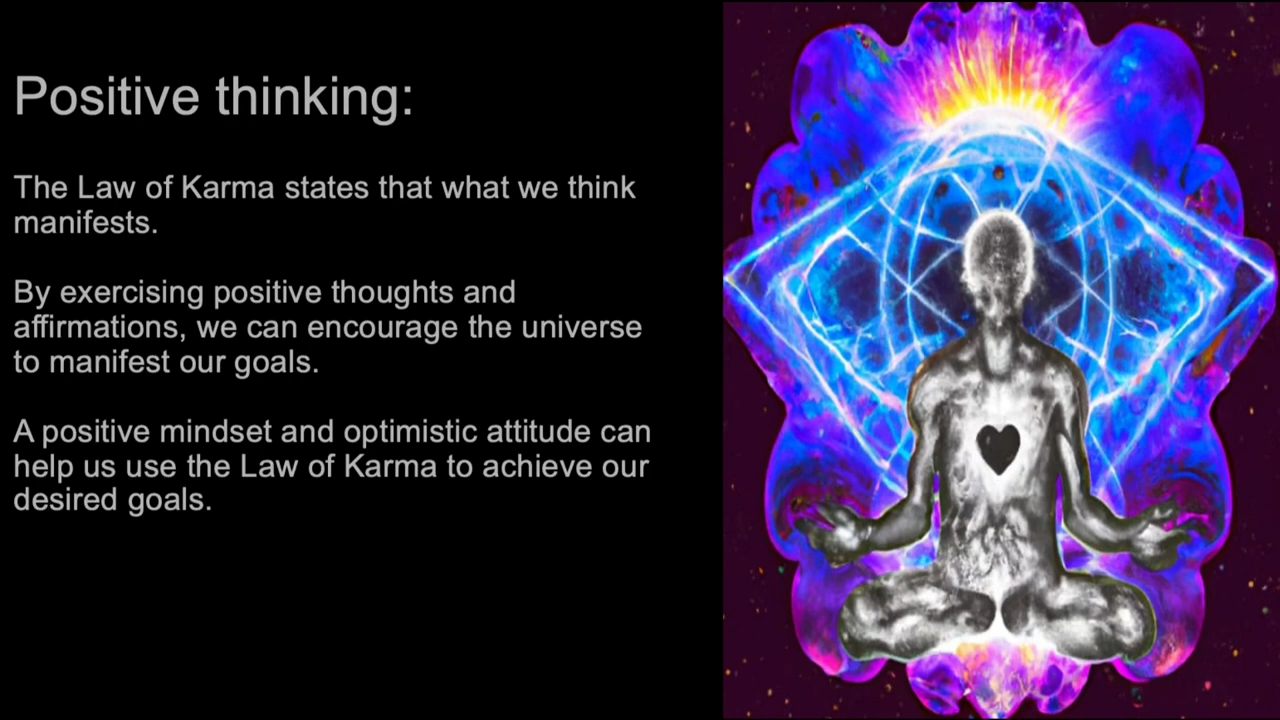 Positive thinking:
The Law of Karma states that what we think
manifests.
By exercising positive thoughts and
affirmations, we can encourage the universe
to manifest our goals.
A positive mindset and optimistic attitude can
help us use the Law of Karma to achieve our
desired goals.